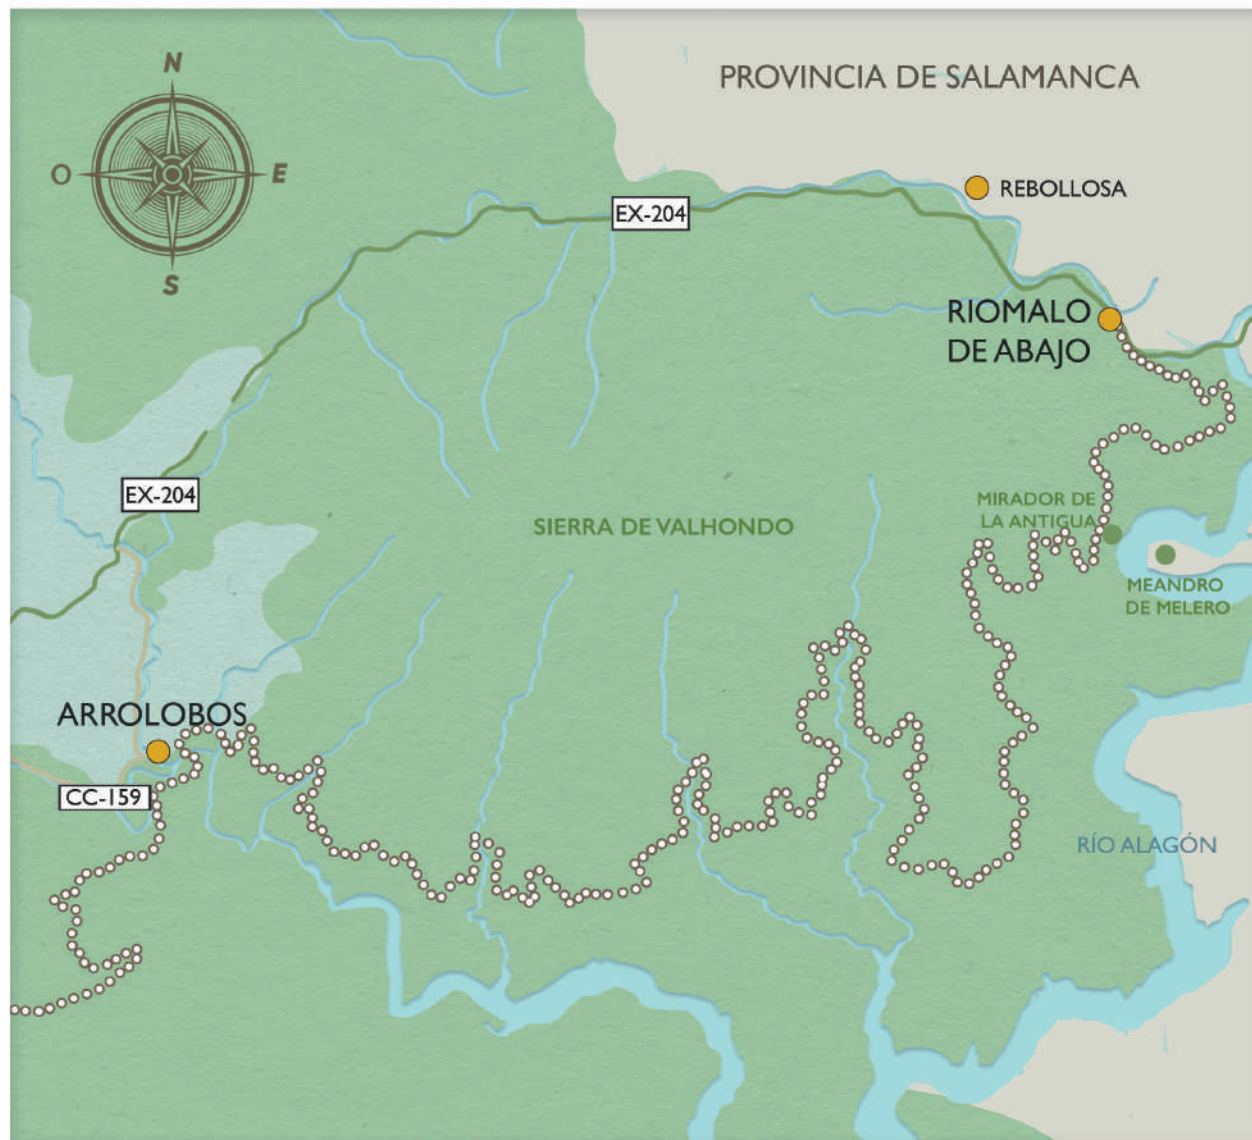 N
O
E
S
PROVINCIA DE SALAMANCA
REBOLLOSA
EX-204
RIOMALO
DE ABAJO
EX-204
SIERRA DE VALHONDO
MIRADOR DE
LA ANTIGUA
MEANDRO
DE MELERO
ARROLOBOS
CC-159
RÍO ALAGÓN